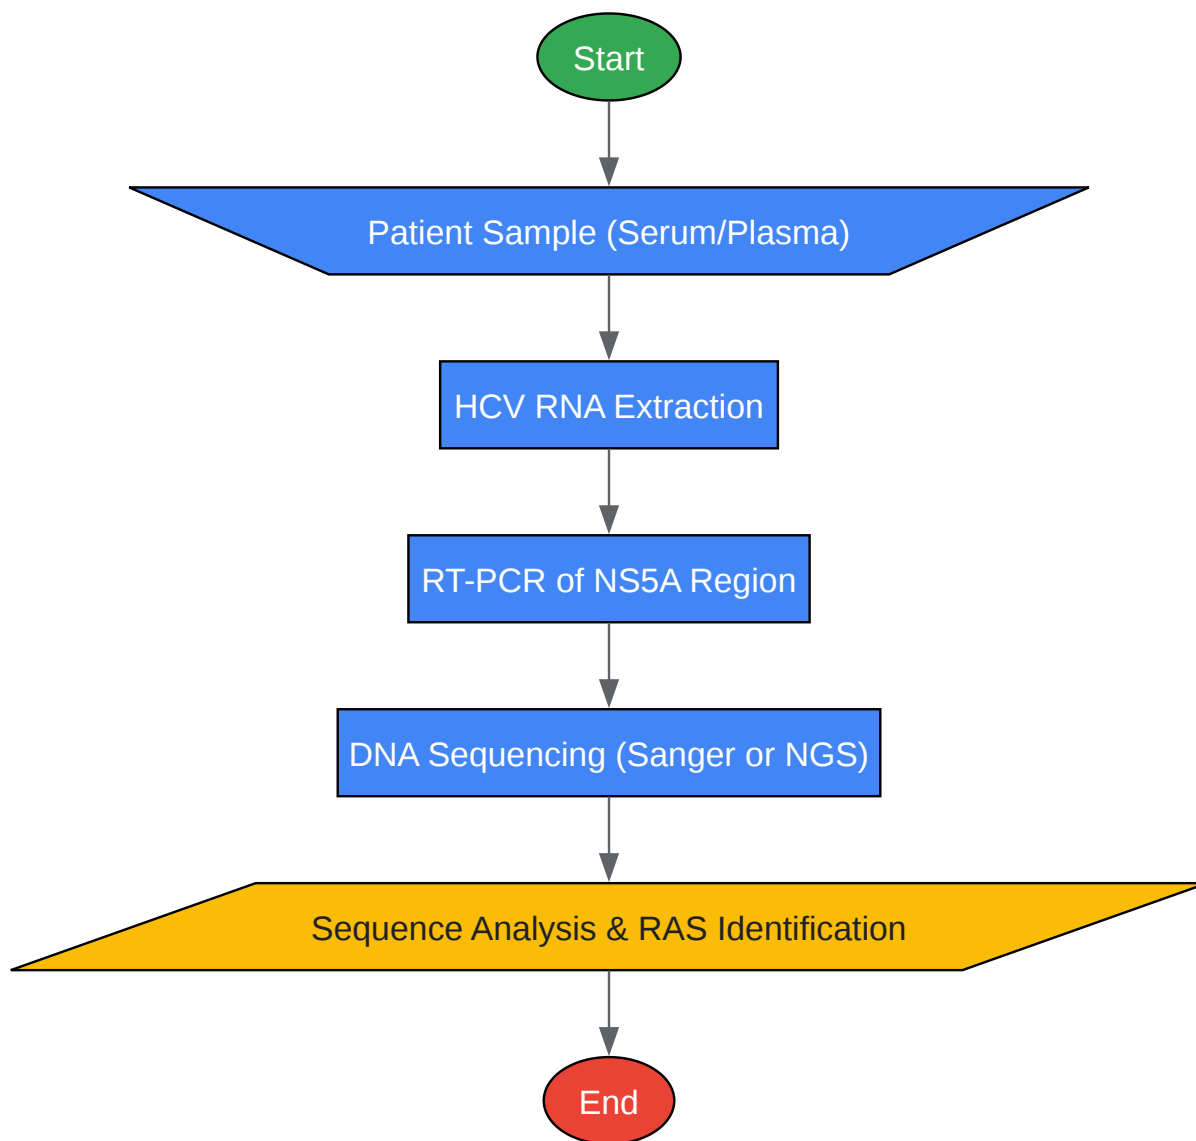 Start
Patient Sample (Serum/Plasma)
HCV RNA Extraction
RT-PCR of NS5A Region
DNA Sequencing (Sanger or NGS)
Sequence Analysis & RAS Identification
End